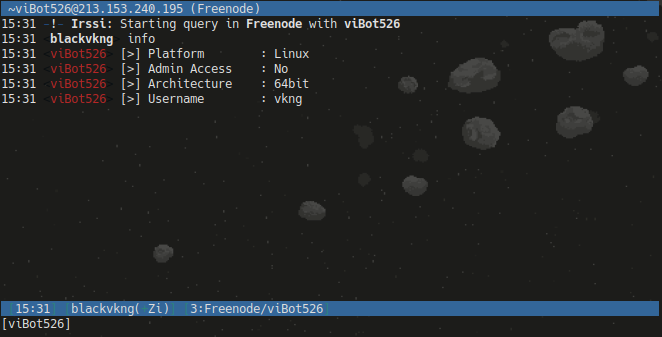 ~viBot526@213.153.240.195 (Freenode)
15:31 -!- Irssi: Starting query in Freenode with viBot526
15:31 blackvkng info
15:31 viBot526 [>] Platform : Linux
15:31 viBot526 [>] Admin Access : No
15:31 viBot526 [>] Architecture : 64bit
15:31 viBot526 [>] Username : vkng
15:31 blackvkng( Zi) 3:Freenode/viBot526
[viBot526]